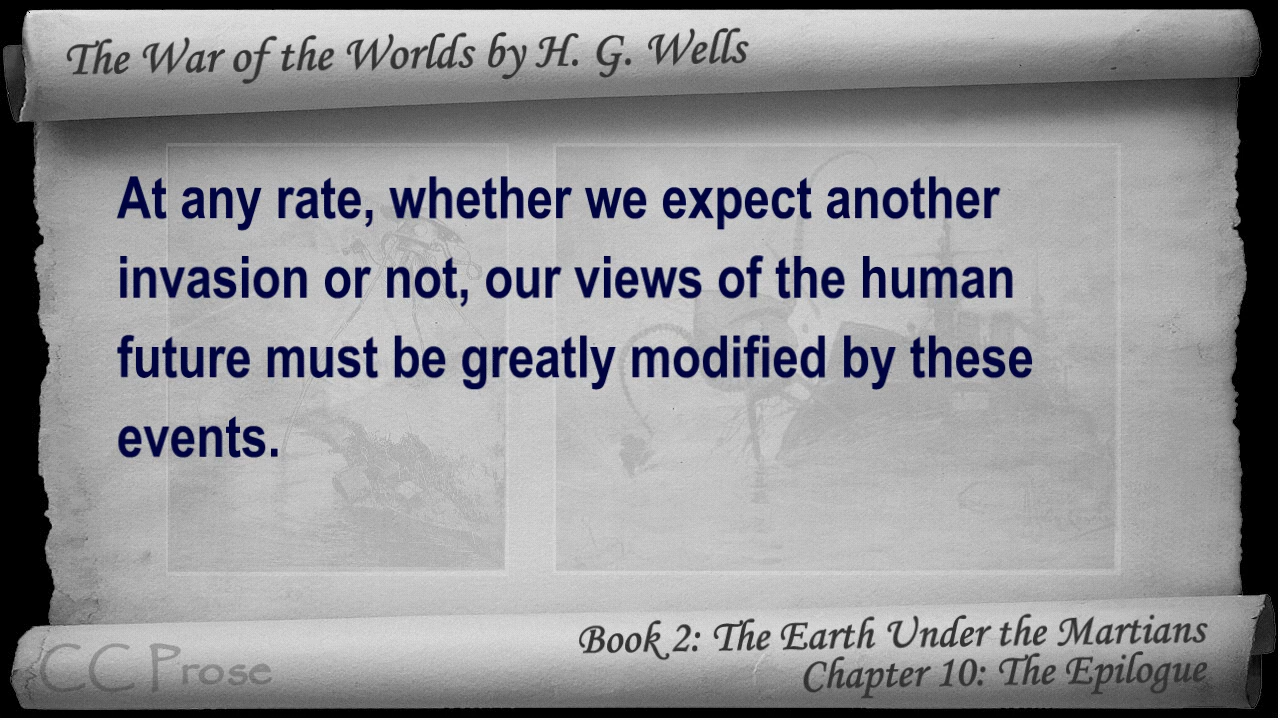 The War of the Worlds by H. G. Wells
At any rate, whether we expect another
invasion or not, our views of the human
future must be greatly modified by these
events.
Book 2: The Earth Under the Martians
Chapter 10: The Epilogue
CC Prose